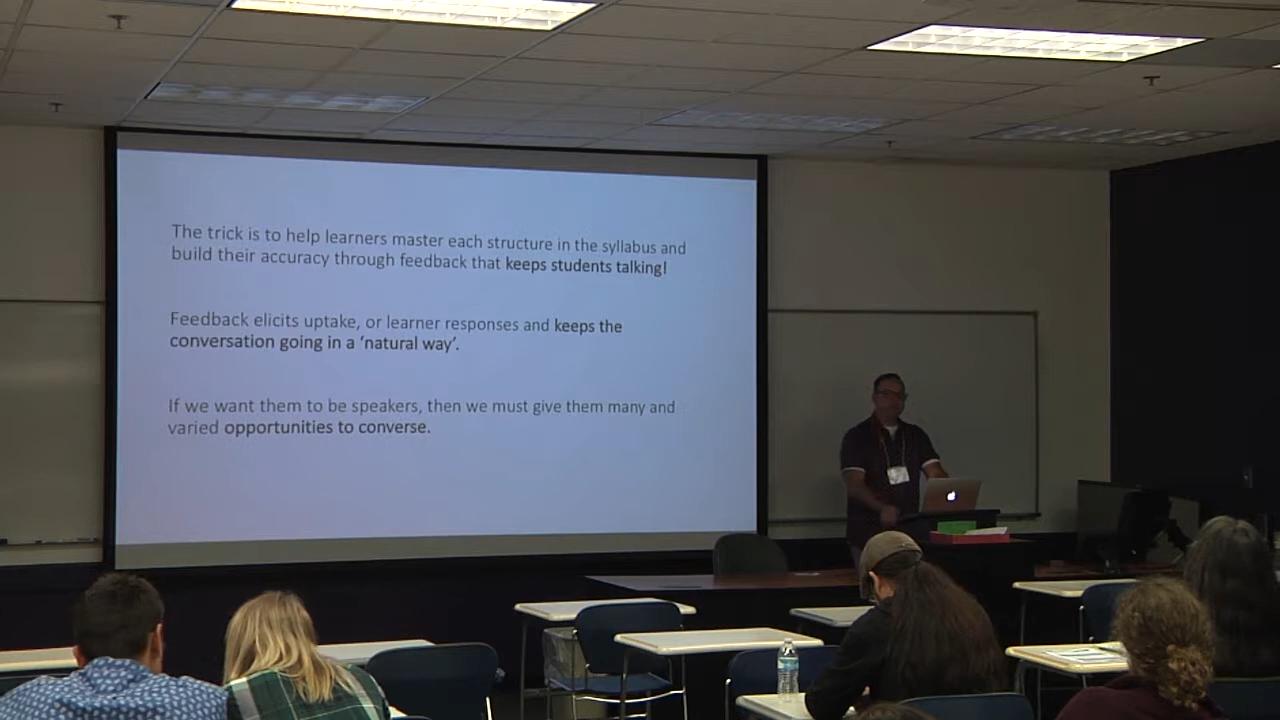 The trick is to help learners master each structure in the syllabus and
build their accuracy through feedback that keeps students talking!
Feedback elicits uptake, or learner responses and keeps the
conversation going in a ‘natural way’.
If we want them to be speakers, then we must give them many and
varied opportunities to converse.